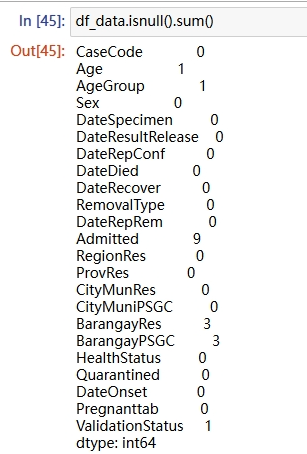 In [45]: df_data.isnull().sum()
Out[45]: CaseCode 0
Age 1
AgeGroup 1
Sex 0
DateSpecimen 0
DateResultRelease 0
DateRepConf 0
DateDied 0
DateRecover 0
RemovalType 0
DateRepRem 0
Admitted 9
RegionRes 0
ProvRes 0
CityMunRes 0
CityMuniPSGC 0
BarangayRes 3
BarangayPSGC 3
HealthStatus 0
Quarantined 0
DateOnset 0
Pregnanttab 0
ValidationStatus 1
dtype: int64